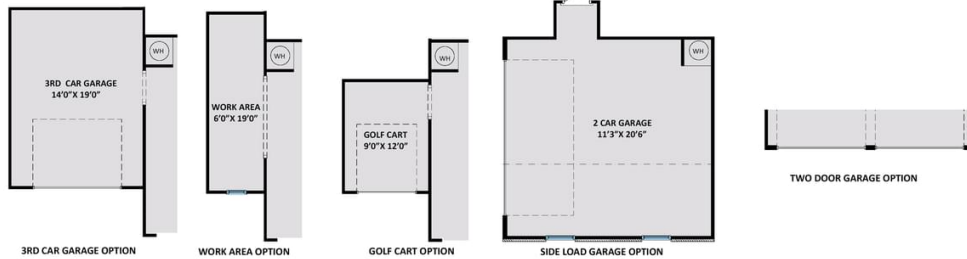 WH
3RD CAR GARAGE
14'0"X 19'0"
3RD CAR GARAGE OPTION
WH
WORK AREA
6'0"X 19'0"
WORK AREA OPTION
WH
GOLF CART
9'0"X 12'0"
GOLF CART OPTION
WH
2 CAR GARAGE
11'3"X 20'6"
SIDE LOAD GARAGE OPTION
TWO DOOR GARAGE OPTION